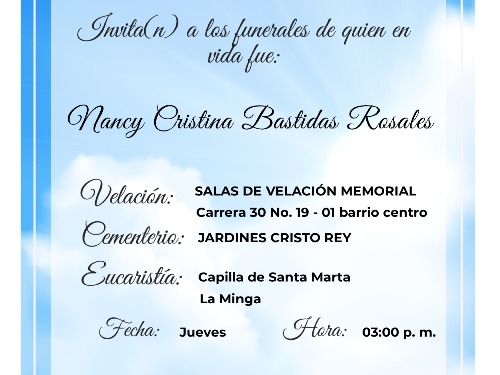 Invita(n) a los funerales de quien en
vida fue:
Nancy Cristina Bastidas Rosales
Velación: SALAS DE VELACIÓN MEMORIAL
Carrera 30 No. 19 - 01 barrio centro
Cementerio: JARDINES CRISTO REY
Eucaristía: Capilla de Santa Marta
La Minga
Fecha: Jueves Hora: 03:00 p. m.